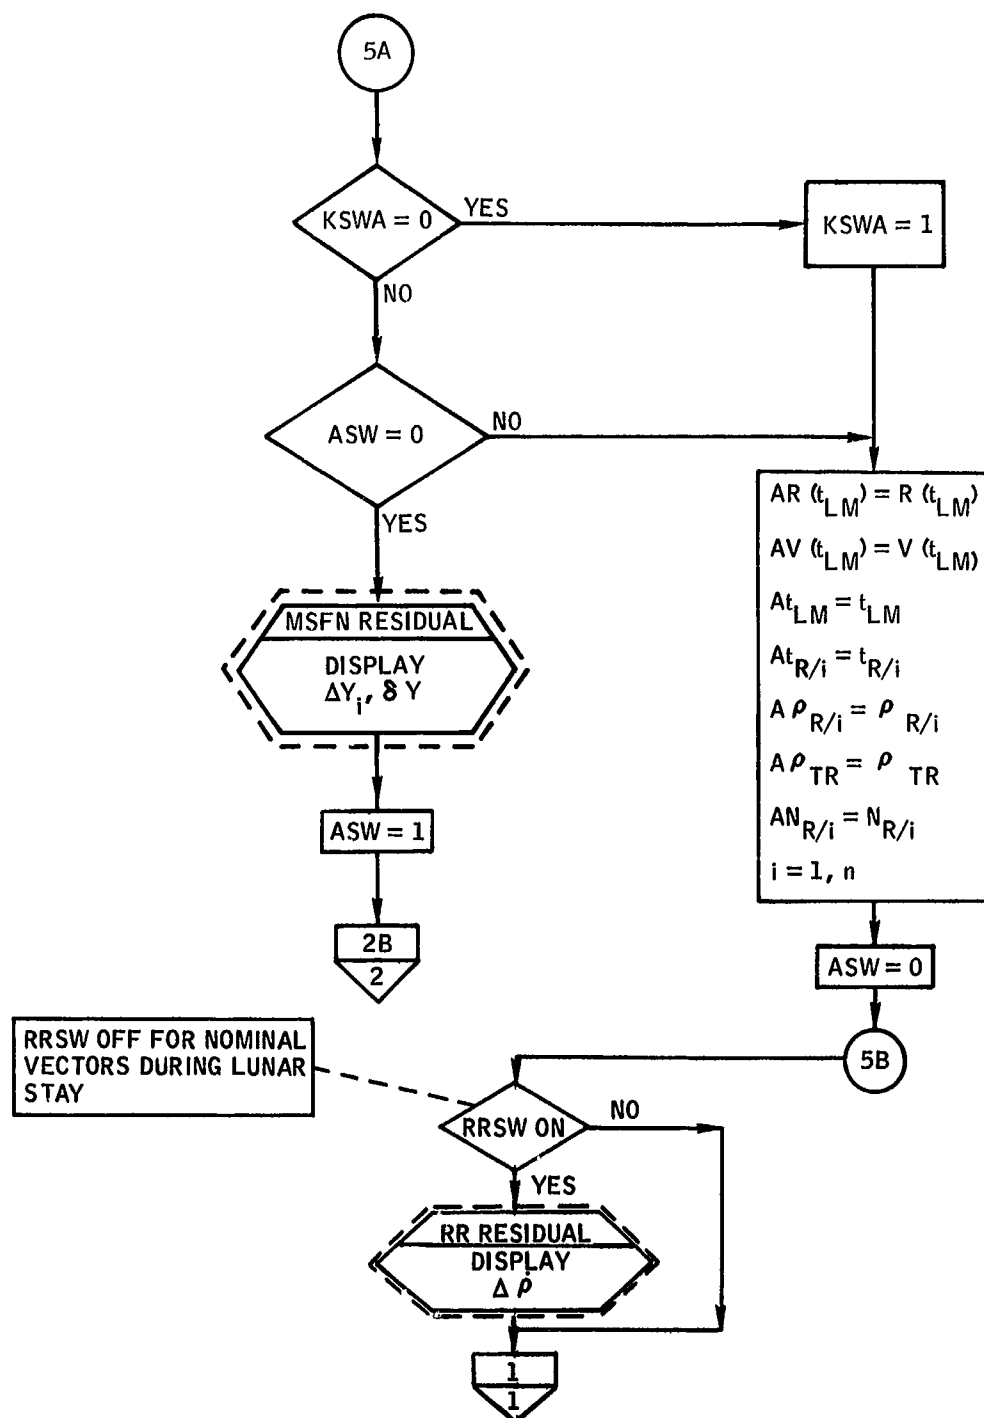 5A
KSWA = 0
YES
KSWA = 1
NO
ASW = 0
NO
YES
AR (t_LM) = R (t_LM)
AV (t_LM) = V (t_LM)
At_LM = t_LM
At_R/i = t_R/i
Aρ_R/i = ρ_R/i
Aρ_TR = ρ_TR
AN_R/i = N_R/i
i = 1, n
MSFN RESIDUAL
DISPLAY
ΔY_i, δ Y
ASW = 1
2B
2
ASW = 0
5B
RRSW OFF FOR NOMINAL
VECTORS DURING LUNAR
STAY
RRSW ON
NO
YES
RR RESIDUAL
DISPLAY
Δ ρ̇
1
1